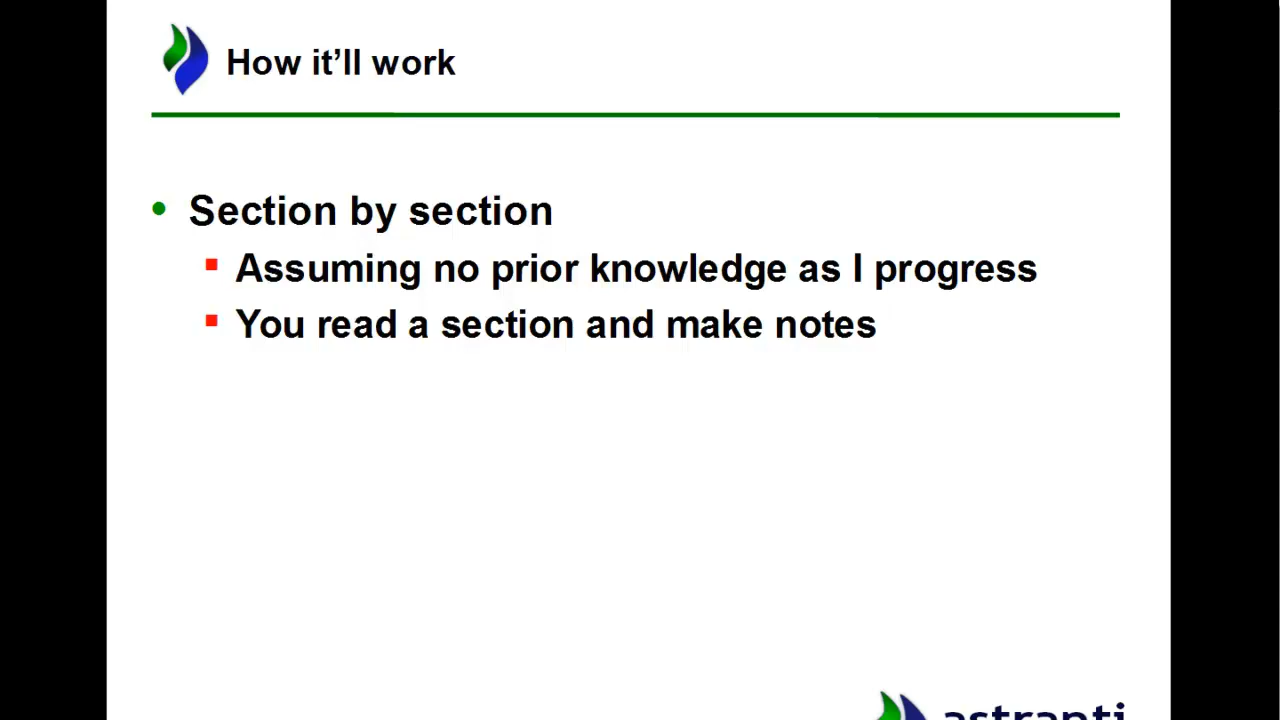 How it'll work
Section by section
Assuming no prior knowledge as I progress
You read a section and make notes
astranti